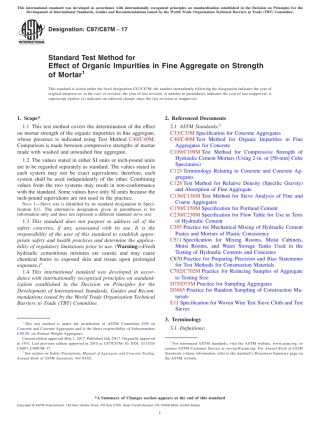 This international standard was developed in accordance with internationally recognized principles on standardization established in the Decision on Principles for the
Development of International Standards, Guides and Recommendations issued by the World Trade Organization Technical Barriers to Trade (TBT) Committee.
Designation: C87/C87M − 17
Standard Test Method for
Effect of Organic Impurities in Fine Aggregate on Strength
of Mortar1
This standard is issued under the fixed designation C87/C87M; the number immediately following the designation indicates the year of
original adoption or, in the case of revision, the year of last revision. A number in parentheses indicates the year of last reapproval. A
superscript epsilon (ε) indicates an editorial change since the last revision or reapproval.
1. Scope*
1.1 This test method covers the determination of the effect
on mortar strength of the organic impurities in fine aggregate,
whose presence is indicated using Test Method C40/C40M.
Comparison is made between compressive strengths of mortar
made with washed and unwashed fine aggregate.
1.2 The values stated in either SI units or inch-pound units
are to be regarded separately as standard. The values stated in
each system may not be exact equivalents; therefore, each
system shall be used independently of the other. Combining
values from the two systems may result in non-conformance
with the standard. Some values have only SI units because the
inch-pound equivalents are not used in the practice.
NOTE 1—Sieve size is identified by its standard designation in Speci-
fication E11. The alternative designation given in parentheses is for
information only and does not represent a different standard sieve size.
1.3 This standard does not purport to address all of the
safety concerns, if any, associated with its use. It is the
responsibility of the user of this standard to establish appro-
priate safety and health practices and determine the applica-
bility of regulatory limitations prior to use. (Warning—Fresh
hydraulic cementitious mixtures are caustic and may cause
chemical burns to exposed skin and tissue upon prolonged
exposure.)2
1.4 This international standard was developed in accor-
dance with internationally recognized principles on standard-
ization established in the Decision on Principles for the
Development of International Standards, Guides and Recom-
mendations issued by the World Trade Organization Technical
Barriers to Trade (TBT) Committee.
1 This test method is under the jurisdiction of ASTM Committee C09 on
Concrete and Concrete Aggregates and is the direct responsibility of Subcommittee
C09.20 on Normal Weight Aggregates.
Current edition approved May 1, 2017. Published July 2017. Originally approved
in 1955. Last previous edition approved in 2010 as C87/C87M–10. DOI: 10.1520/
C0087_C0087M-17.
2 See section on Safety Precautions, Manual of Aggregate and Concrete Testing,
Annual Book of ASTM Standards, Vol 04.02.
2. Referenced Documents
2.1 ASTM Standards:3
C33/C33M Specification for Concrete Aggregates
C40/C40M Test Method for Organic Impurities in Fine
Aggregates for Concrete
C109/C109M Test Method for Compressive Strength of
Hydraulic Cement Mortars (Using 2-in. or [50-mm] Cube
Specimens)
C125 Terminology Relating to Concrete and Concrete Ag-
gregates
C128 Test Method for Relative Density (Specific Gravity)
and Absorption of Fine Aggregate
C136/C136M Test Method for Sieve Analysis of Fine and
Coarse Aggregates
C150/C150M Specification for Portland Cement
C230/C230M Specification for Flow Table for Use in Tests
of Hydraulic Cement
C305 Practice for Mechanical Mixing of Hydraulic Cement
Pastes and Mortars of Plastic Consistency
C511 Specification for Mixing Rooms, Moist Cabinets,
Moist Rooms, and Water Storage Tanks Used in the
Testing of Hydraulic Cements and Concretes
C670 Practice for Preparing Precision and Bias Statements
for Test Methods for Construction Materials
C702/C702M Practice for Reducing Samples of Aggregate
to Testing Size
D75/D75M Practice for Sampling Aggregates
D3665 Practice for Random Sampling of Construction Ma-
terials
E11 Specification for Woven Wire Test Sieve Cloth and Test
Sieves
3. Terminology
3.1 Definitions:
3 For referenced ASTM standards, visit the ASTM website, www.astm.org, or
contact ASTM Customer Service at service@astm.org. For Annual Book of ASTM
Standards volume information, refer to the standard's Document Summary page on
the ASTM website.
*A Summary of Changes section appears at the end of this standard
Copyright © ASTM International, 100 Barr Harbor Drive, PO Box C700, West Conshohocken, PA 19428-2959. United States
1